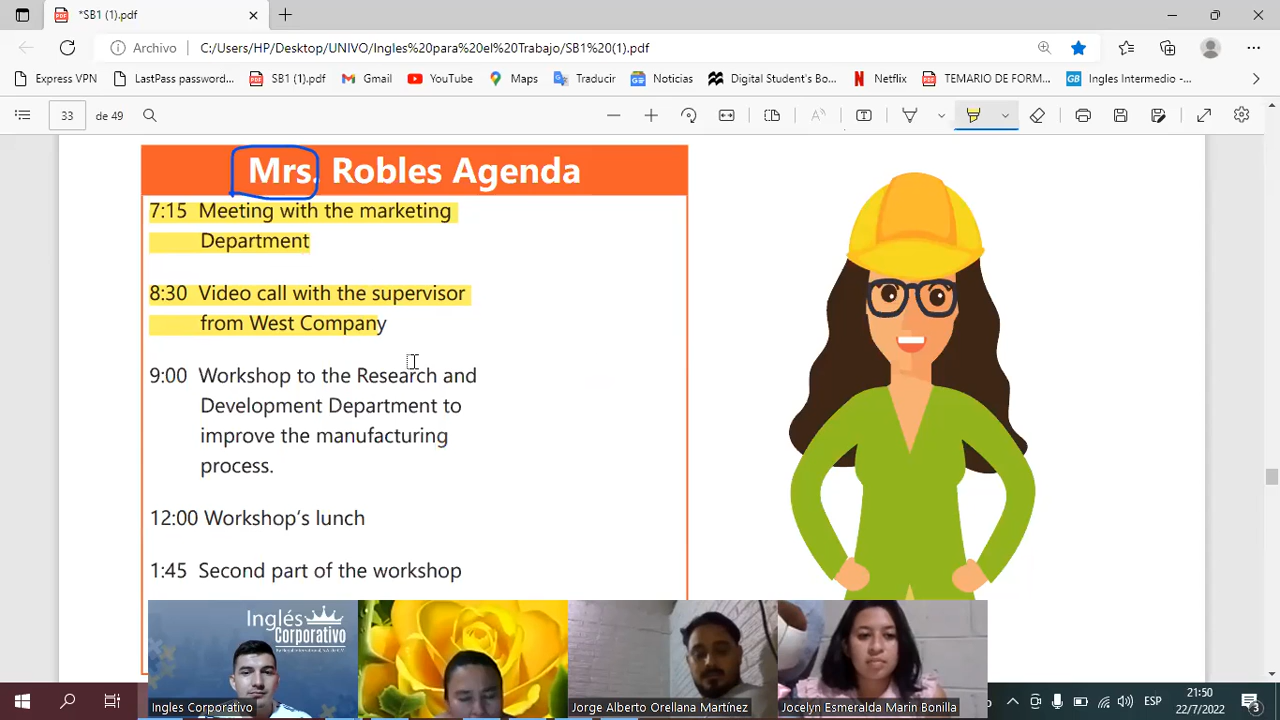 *SB1 (1).pdf
Archivo C:/Users/HP/Desktop/UNIVO/Ingles%20para%20el%20Trabajo/SB1%20(1).pdf
Express VPN LastPass password... SB1 (1).pdf Gmail YouTube Maps Traducir Noticias Digital Student's Bo... Netflix TEMARIO DE FORM... Ingles Intermedio -...
33 de 49
Mrs. Robles Agenda
7:15 Meeting with the marketing
Department
8:30 Video call with the supervisor
from West Company
9:00 Workshop to the Research and
Development Department to
improve the manufacturing
process.
12:00 Workshop's lunch
1:45 Second part of the workshop
Inglés
Corporativo
Ingles Corporativo
Jorge Alberto Orellana Martínez
Jocelyn Esmeralda Marin Bonilla
ESP
21:50
22/7/2022
3